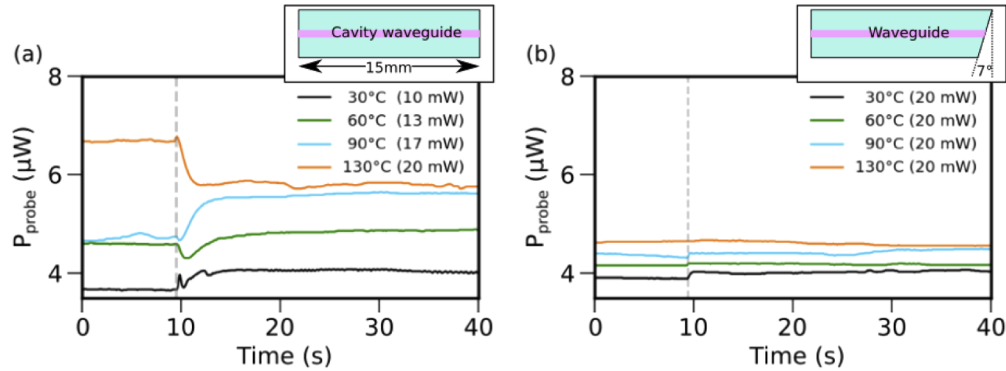 (a)
Cavity waveguide
15mm
8
6
4
P_probe (µW)
30°C (10 mW)
60°C (13 mW)
90°C (17 mW)
130°C (20 mW)
0 10 20 30 40
Time (s)
(b)
Waveguide
7°
8
6
4
P_probe (µW)
30°C (20 mW)
60°C (20 mW)
90°C (20 mW)
130°C (20 mW)
0 10 20 30 40
Time (s)